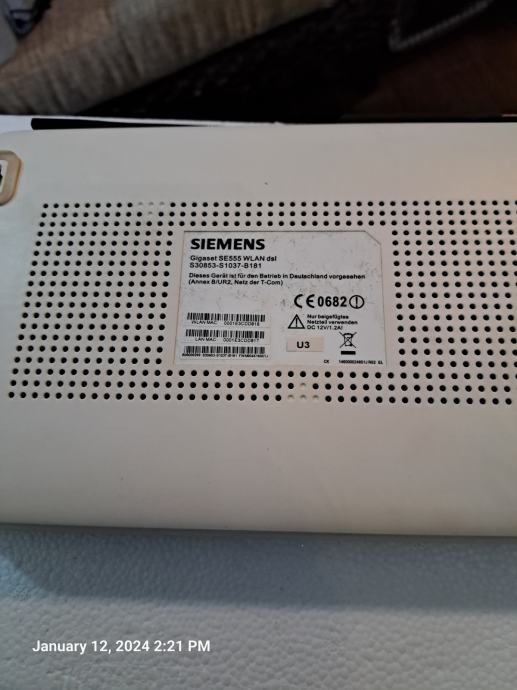 SIEMENS
Gigaset SE555 WLAN dsl
S30853-S1037-B181
Dieses Gerät ist für den Betrieb in Deutschland vorgesehen
(Annex B/UR2, Netz der T-Com)
CE 0682
WLAN MAC
LAN MAC
Nur beigefügtes
Netzteil verwenden
DC 12V/1.2A!
U3
January 12, 2024 2:21 PM